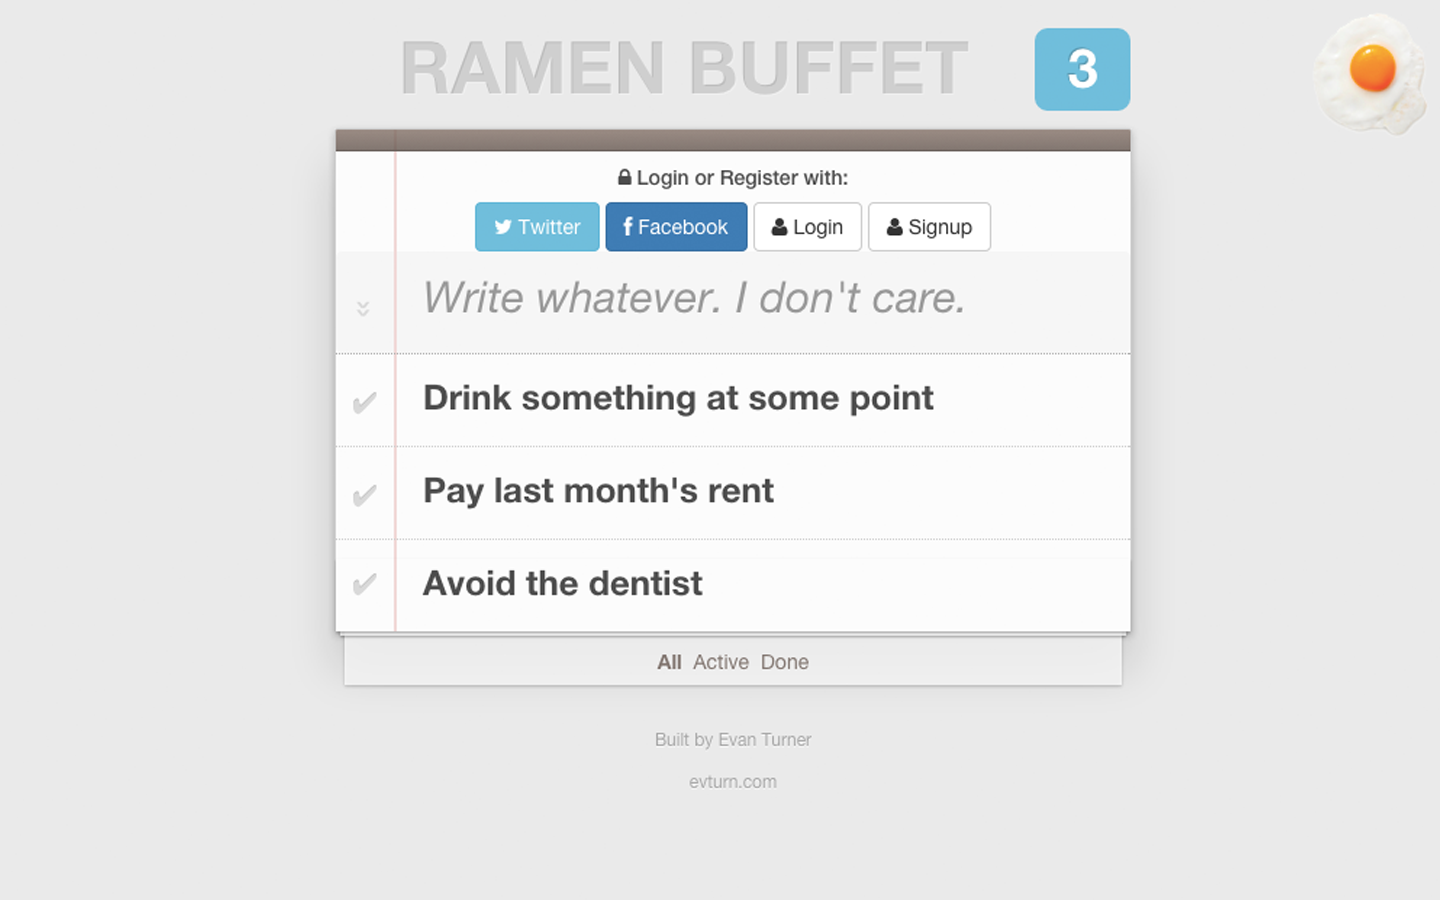 RAMEN BUFFET
3
Login or Register with:
Twitter Facebook Login Signup
Write whatever. I don't care.
Drink something at some point
Pay last month's rent
Avoid the dentist
All Active Done
Built by Evan Turner
evturn.com